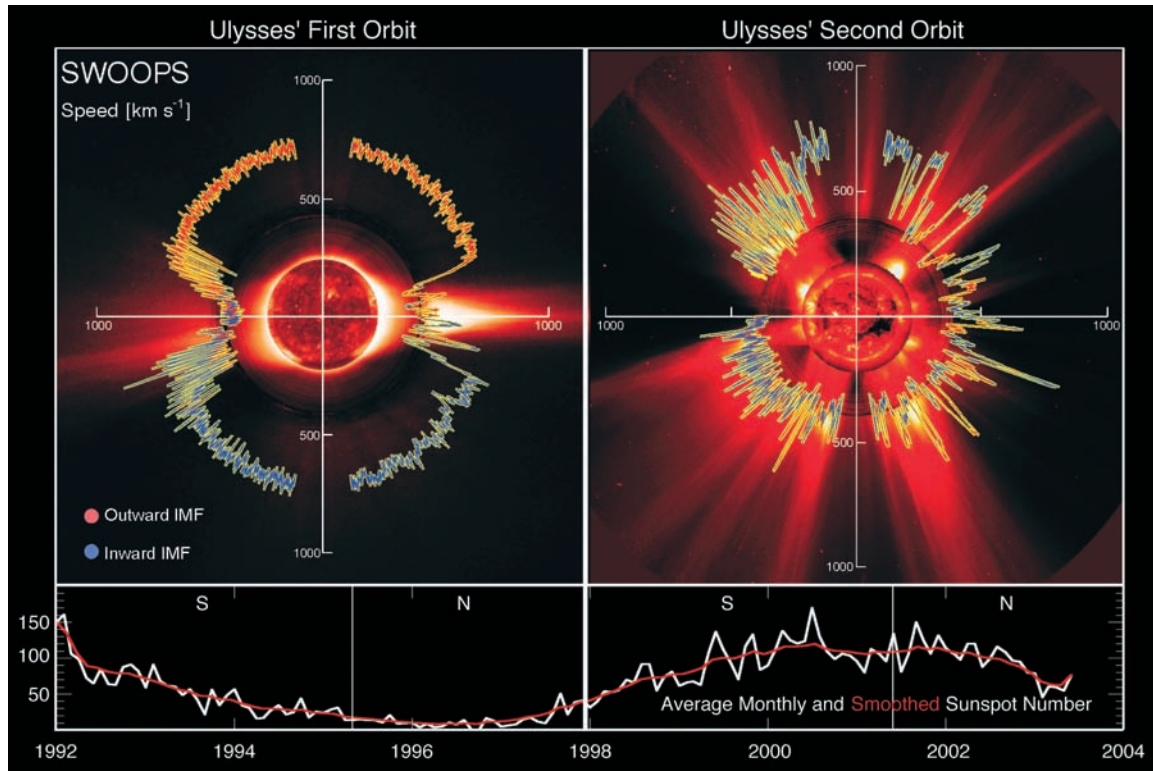 Ulysses' First Orbit
Ulysses' Second Orbit
SWOOPS
Speed [km s⁻¹]
1000
500
1000
1000
500
1000
Outward IMF
Inward IMF
1000
500
1000
1000
500
1000
S
N
S
N
150
100
50
Average Monthly and Smoothed Sunspot Number
1992
1994
1996
1998
2000
2002
2004